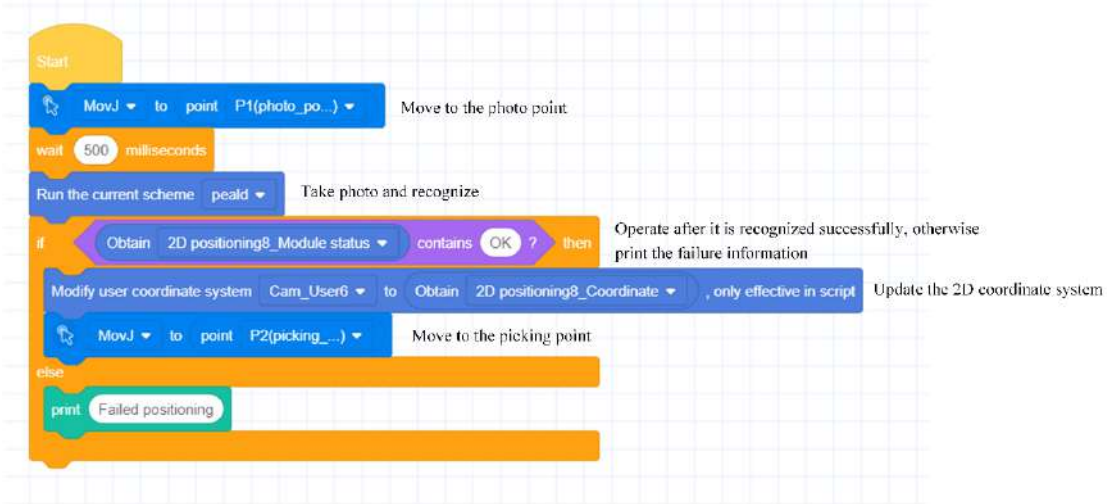 Start
MovJ to point P1(photo_po...) Move to the photo point
wait 500 milliseconds
Run the current scheme peald Take photo and recognize
if Obtain 2D positioning8_Module status contains OK ? then Operate after it is recognized successfully, otherwise
print the failure information
Modify user coordinate system Cam_User6 to Obtain 2D positioning8_Coordinate , only effective in script Update the 2D coordinate system
MovJ to point P2(picking_...) Move to the picking point
else
print Failed positioning